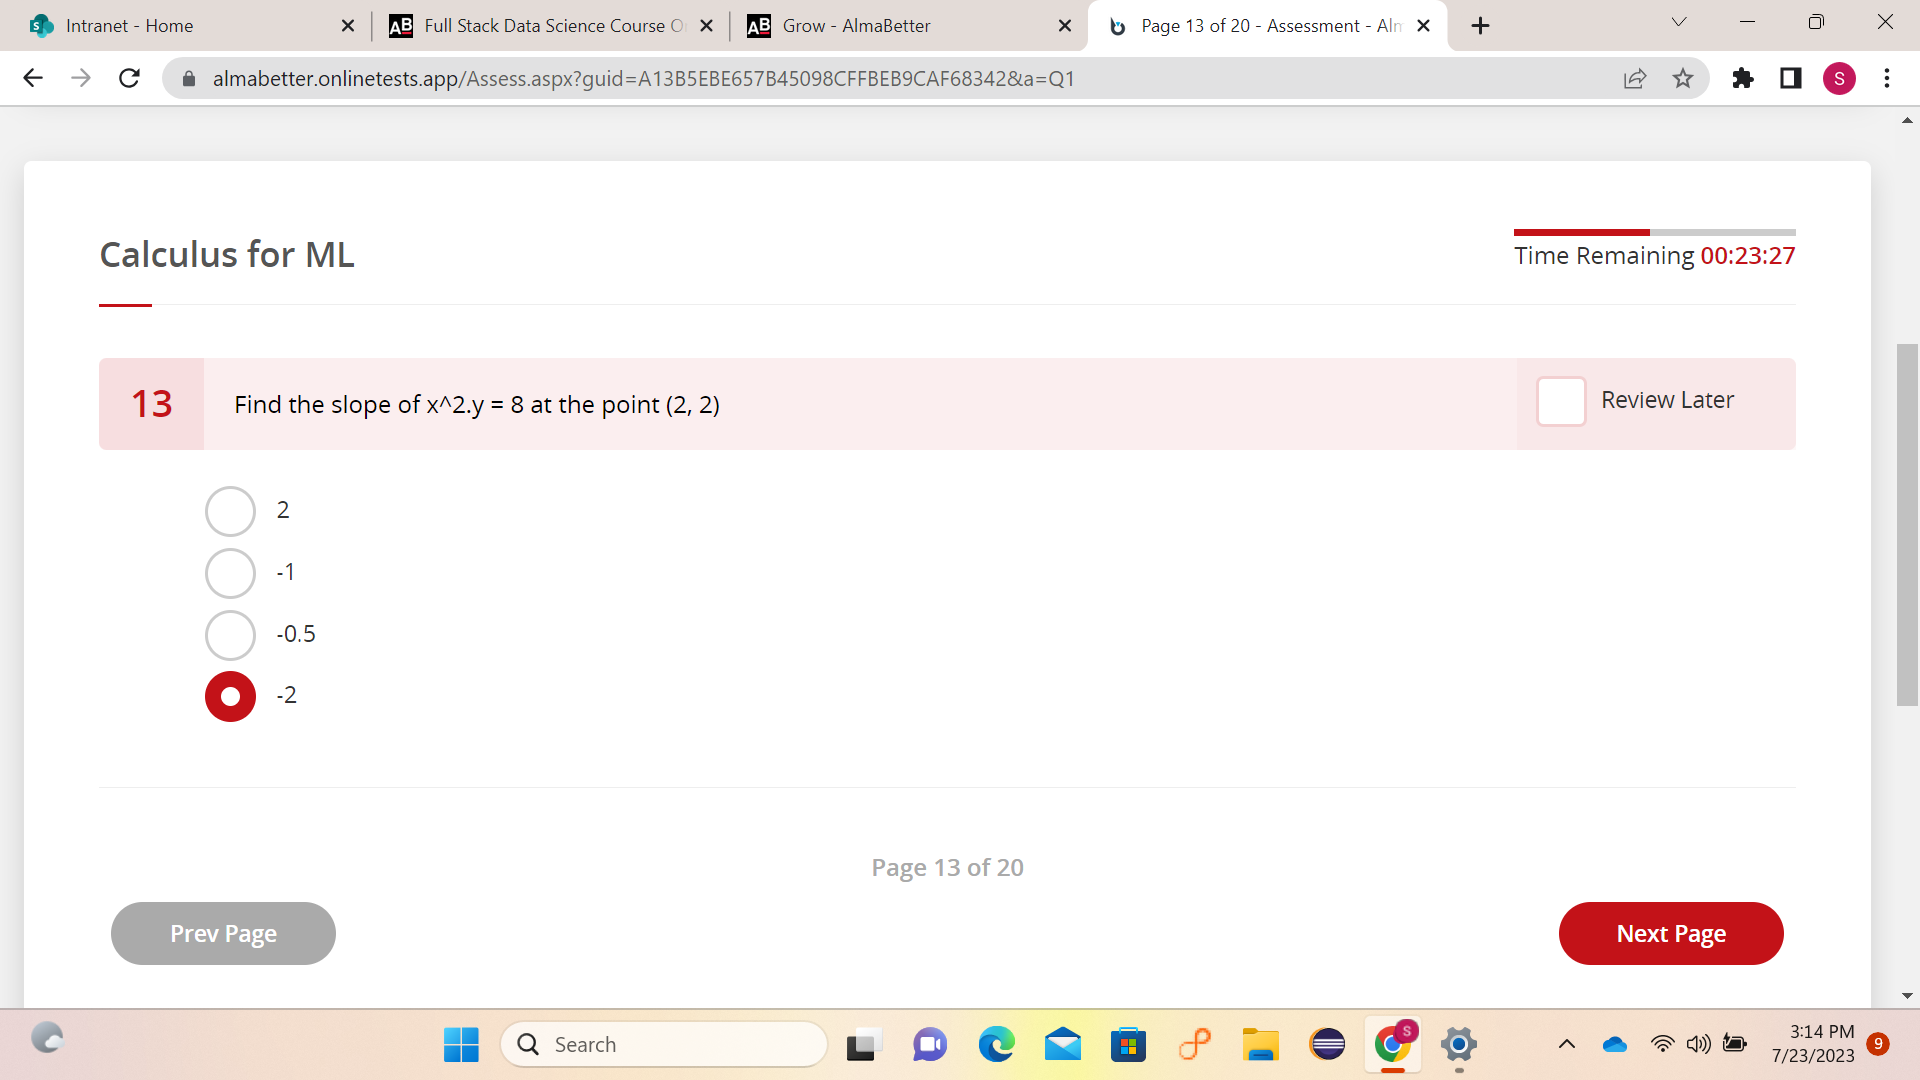 Intranet - Home
AB Full Stack Data Science Course O
AB Grow - AlmaBetter
Page 13 of 20 - Assessment - Alm
almabetter.onlinetests.app/Assess.aspx?guid=A13B5EBE657B45098CFFBEB9CAF68342&a=Q1
S
Calculus for ML
Time Remaining 00:23:27
13
Find the slope of x^2.y = 8 at the point (2, 2)
Review Later
2
-1
-0.5
-2
Page 13 of 20
Prev Page
Next Page
Search
S
3:14 PM
7/23/2023
9